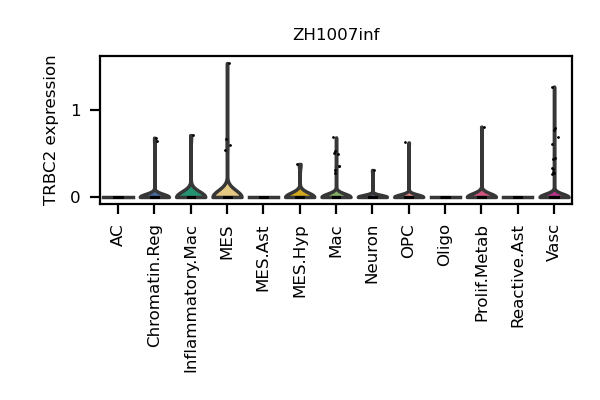 ZH1007inf
TRBC2 expression
1
0
AC
Chromatin.Reg
Inflammatory.Mac
MES
MES.Ast
MES.Hyp
Mac
Neuron
OPC
Oligo
Prolif.Metab
Reactive.Ast
Vasc